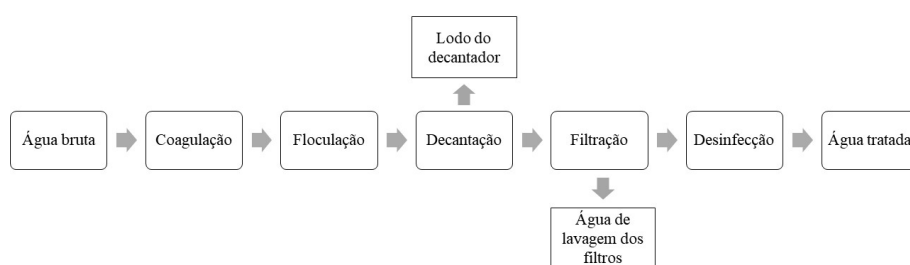 Lodo do
decantador
Água bruta
Coagulação
Floculação
Decantação
Filtração
Desinfecção
Água tratada
Água de
lavagem dos
filtros